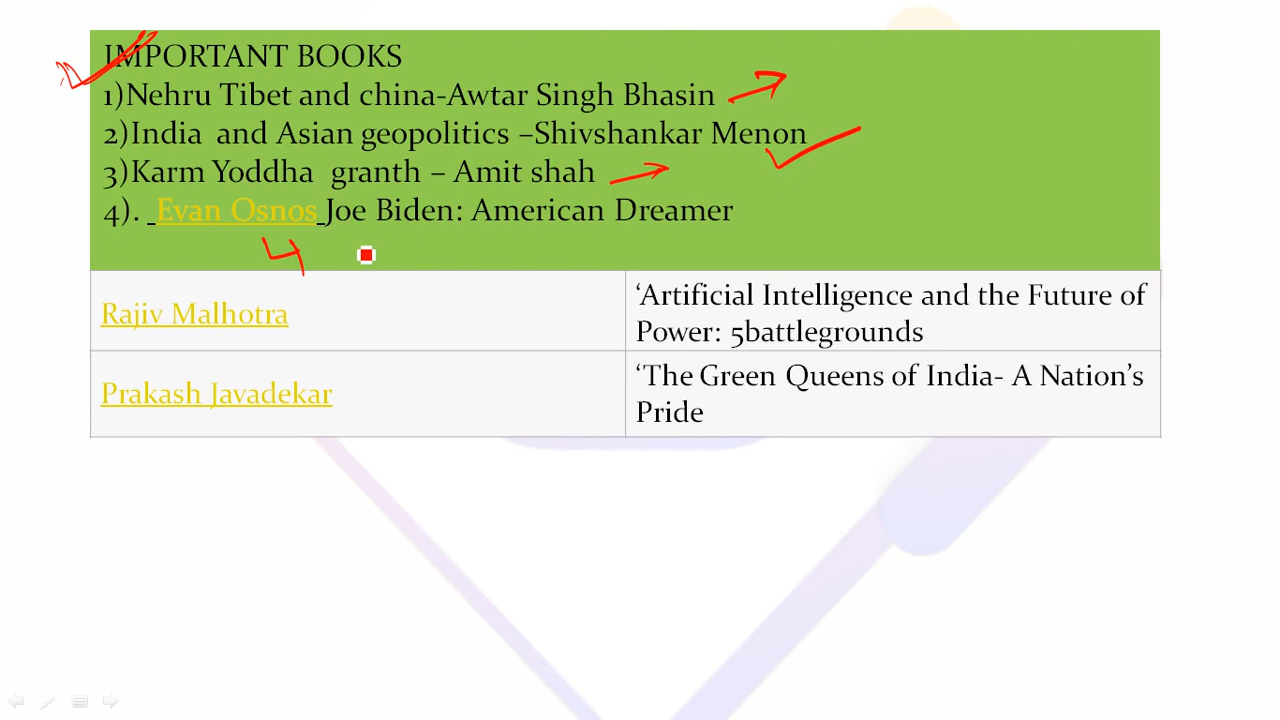 IMPORTANT BOOKS
1)Nehru Tibet and china-Awtar Singh Bhasin
2)India and Asian geopolitics –Shivshankar Menon
3)Karm Yoddha granth – Amit shah
4). Evan Osnos Joe Biden: American Dreamer
4
Rajiv Malhotra
‘Artificial Intelligence and the Future of
Power: 5battlegrounds
Prakash Javadekar
‘The Green Queens of India- A Nation’s
Pride